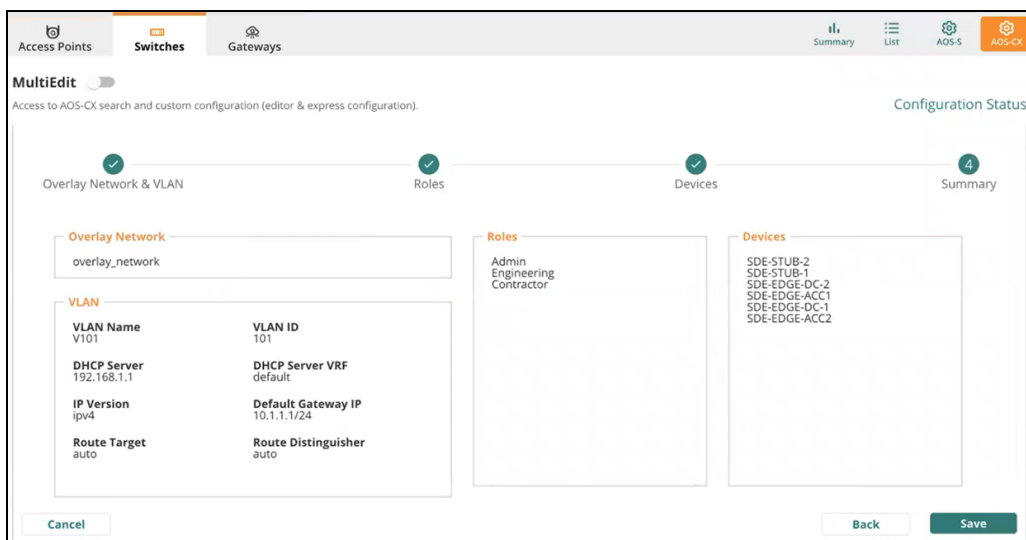 Access Points
Switches
Gateways
Summary
List
AOS-S
AOS-CX
MultiEdit
Access to AOS-CX search and custom configuration (editor & express configuration).
Configuration Status
Overlay Network & VLAN
Roles
Devices
4
Summary
Overlay Network
overlay_network
VLAN
VLAN Name
V101
VLAN ID
101
DHCP Server
192.168.1.1
DHCP Server VRF
default
IP Version
ipv4
Default Gateway IP
10.1.1.1/24
Route Target
auto
Route Distinguisher
auto
Roles
Admin
Engineering
Contractor
Devices
SDE-STUB-2
SDE-STUB-1
SDE-EDGE-DC-2
SDE-EDGE-ACC1
SDE-EDGE-DC-1
SDE-EDGE-ACC2
Cancel
Back
Save